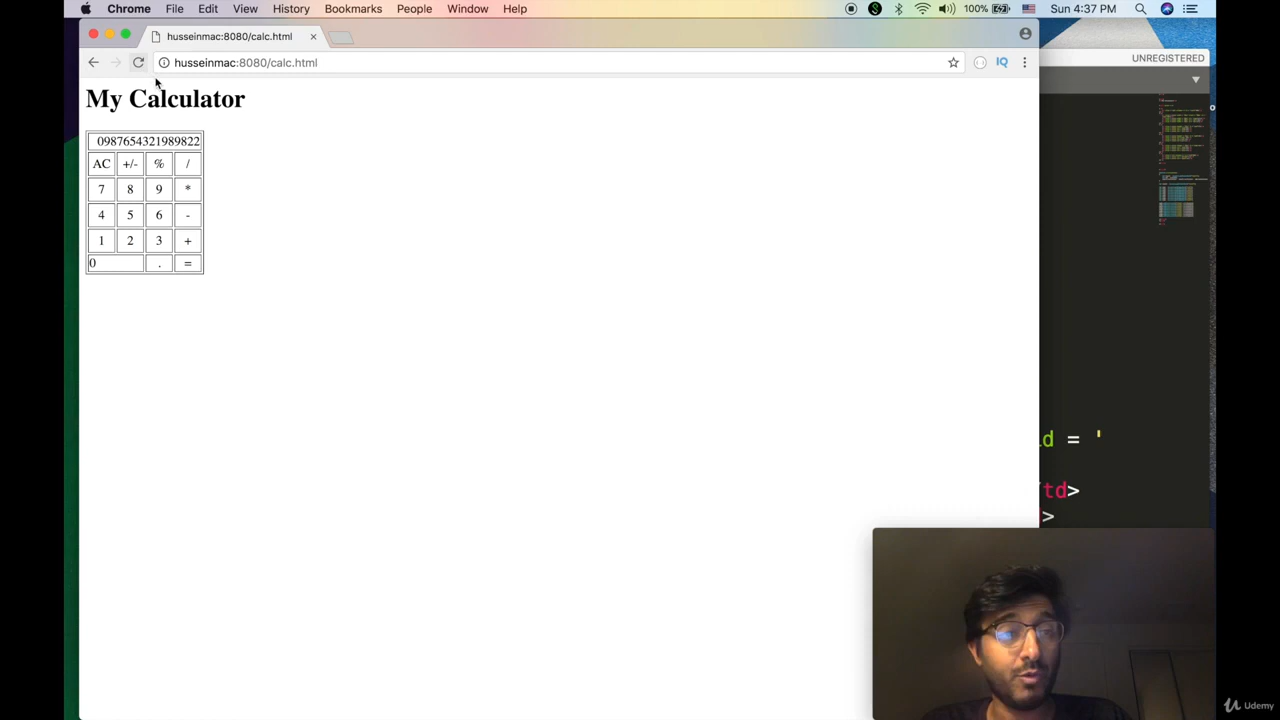 Chrome File Edit View History Bookmarks People Window Help 100% Sun 4:37 PM
husseinmac:8080/calc.html
UNREGISTERED
husseinmac:8080/calc.html IQ
My Calculator
0987654321989822
AC +/- % /
7 8 9 *
4 5 6 -
1 2 3 +
0 . =
d = '
td>
>
Udemy